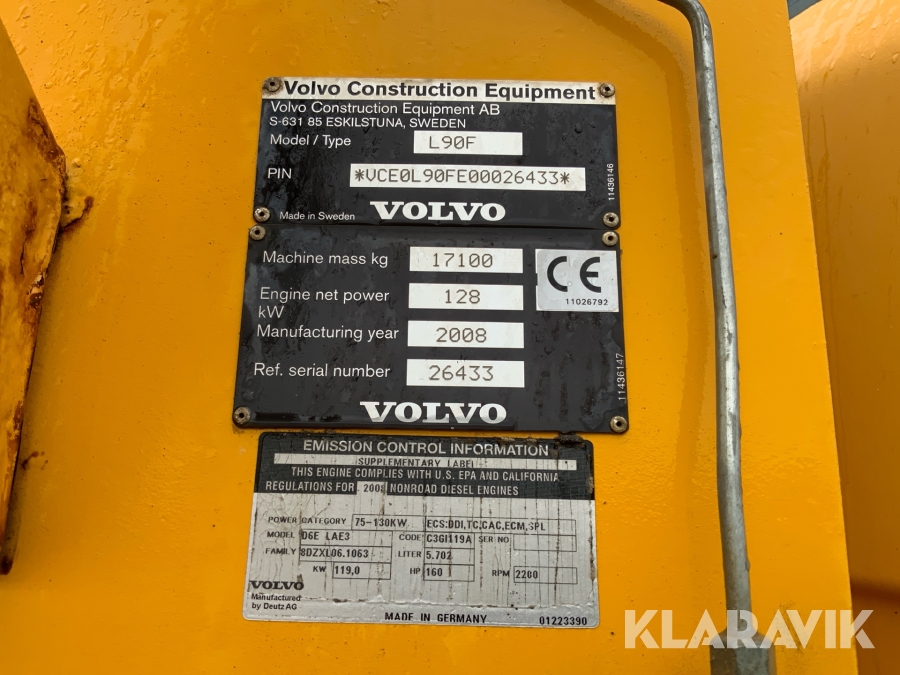 Volvo Construction Equipment
Volvo Construction Equipment AB
S-631 85 ESKILSTUNA, SWEDEN
Model / Type L90F
PIN *VCE0L90FE00026433*
11436146
Made in Sweden VOLVO
Machine mass kg 17100
CE
11026792
Engine net power kW 128
Manufacturing year 2008
Ref. serial number 26433
11436147
VOLVO
EMISSION CONTROL INFORMATION
SUPPLEMENTARY LABEL
THIS ENGINE COMPLIES WITH U.S. EPA AND CALIFORNIA
REGULATIONS FOR 2008 NONROAD DIESEL ENGINES
POWER CATEGORY 75-130KW ECS:DDI,TC,CAC,ECM,SPL
MODEL D6E LAE3 CODE C3GI119A SER NO
FAMILY 8DZXL06.1063 LITER 5.702
KW 119,0 HP 160 RPM 2200
VOLVO
Manufactured
by Deutz AG
MADE IN GERMANY 01223390
KLARAVIK